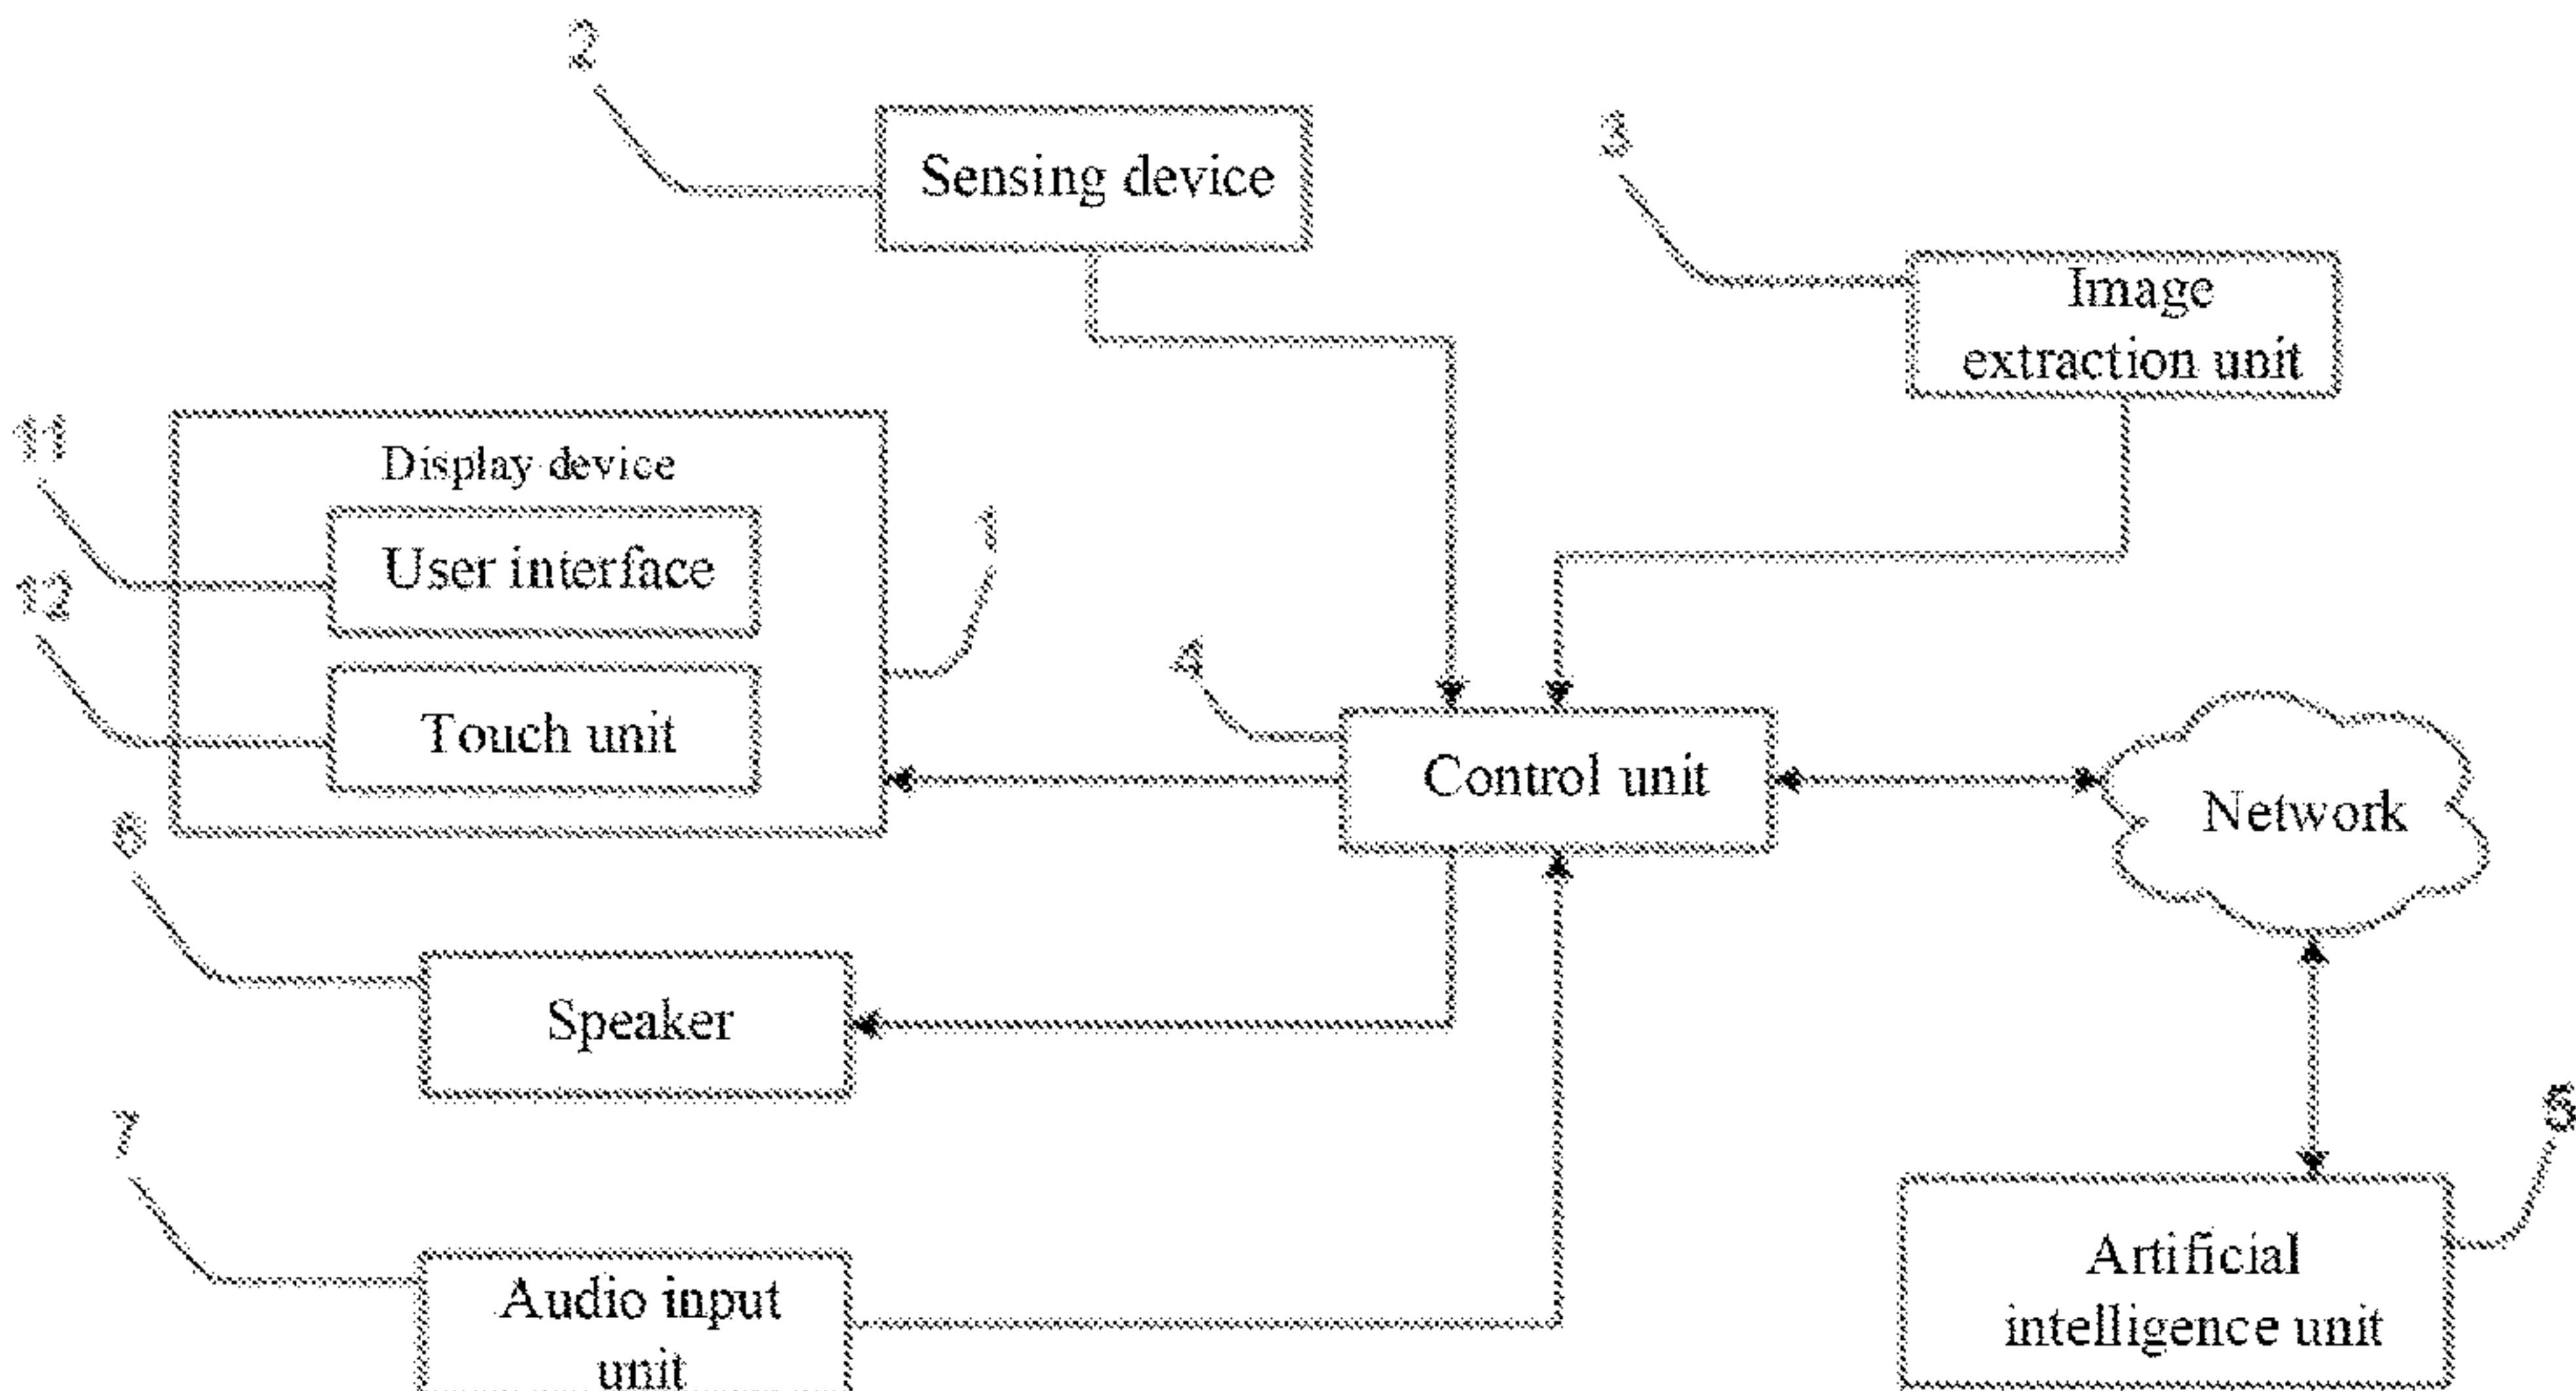 2
Sensing device
3
Image
extraction unit
11
Display device
User interface
1
12
Touch unit
4
Control unit
Network
Speaker
7
Audio input
unit
5
Artificial
intelligence unit